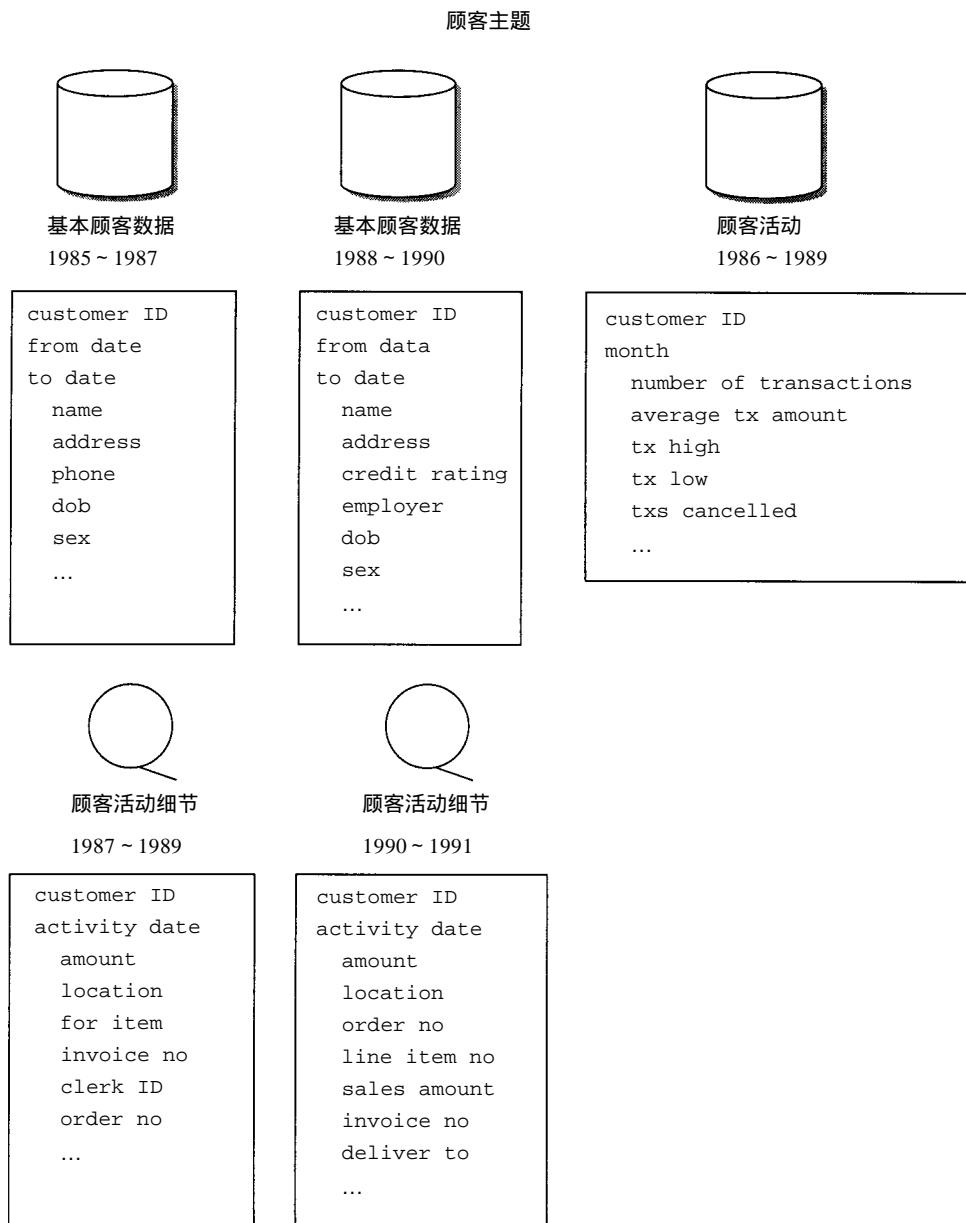 顾客主题
基本顾客数据
1985～1987
customer ID
from date
to date
name
address
phone
dob
sex
…
基本顾客数据
1988～1990
customer ID
from data
to date
name
address
credit rating
employer
dob
sex
…
顾客活动
1986～1989
customer ID
month
number of transactions
average tx amount
tx high
tx low
txs cancelled
…
顾客活动细节
1987～1989
customer ID
activity date
amount
location
for item
invoice no
clerk ID
order no
…
顾客活动细节
1990～1991
customer ID
activity date
amount
location
order no
line item no
sales amount
invoice no
deliver to
…